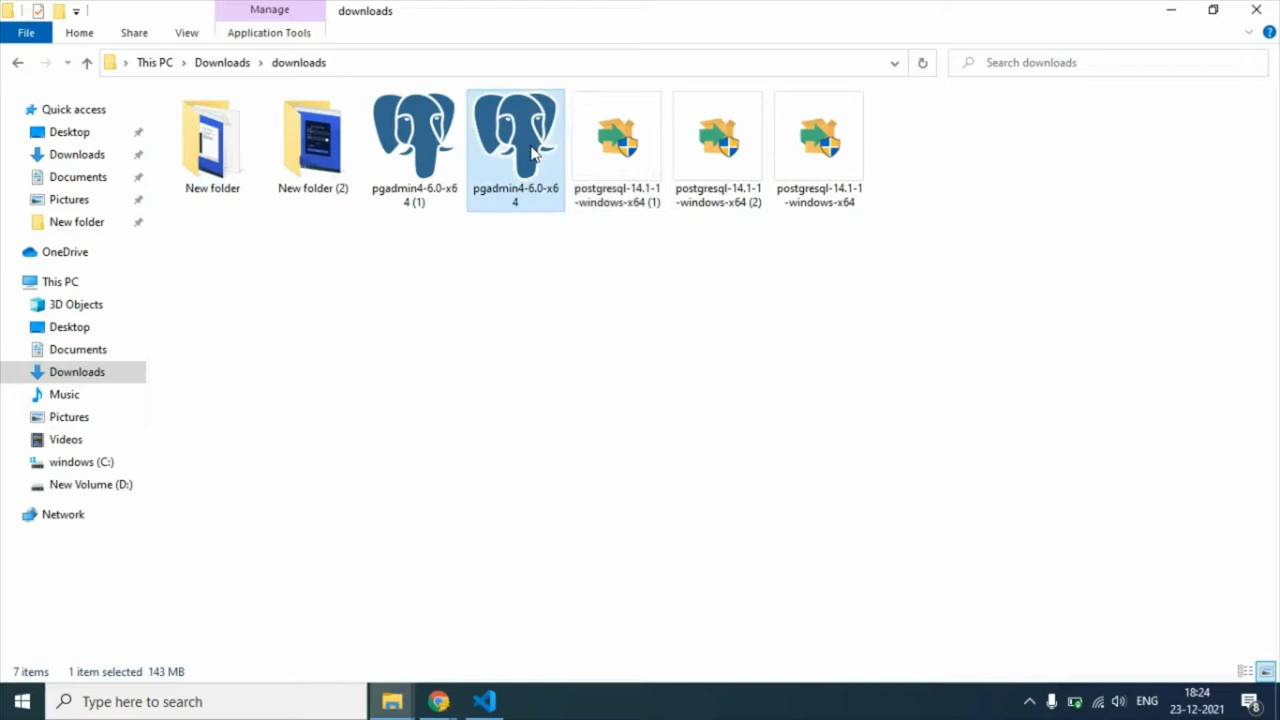 Manage
downloads
File
Home
Share
View
Application Tools
This PC
Downloads
downloads
Search downloads
Quick access
Desktop
Downloads
Documents
Pictures
New folder
OneDrive
This PC
3D Objects
Desktop
Documents
Downloads
Music
Pictures
Videos
windows (C:)
New Volume (D:)
Network
New folder
New folder (2)
pgadmin4-6.0-x6
4 (1)
pgadmin4-6.0-x6
4
postgresql-14.1-1
-windows-x64 (1)
postgresql-14.1-1
-windows-x64 (2)
postgresql-14.1-1
-windows-x64
7 items
1 item selected 143 MB
Type here to search
ENG
18:24
23-12-2021
8